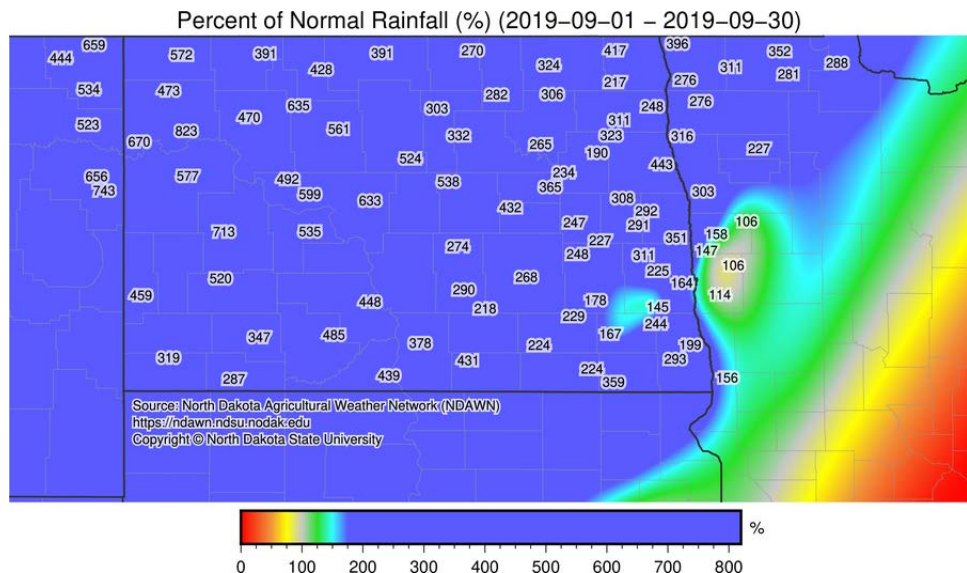 Percent of Normal Rainfall (%) (2019−09−01 − 2019−09−30)
659 572 391 391 270 417 396 352
444 428 324 311 281 288
534 473 635 303 282 306 217 276 276
523 823 470 561 332 311 248
670 524 265 323 190 316 227
656 577 492 538 234 443
743 599 633 365 308 303
432 292
713 535 274 247 227 291 351 158 106
248 311 147
520 268 225 164 106
459 448 290 218 178 145 114
229 244
347 485 378 224 167 199
319 431 293
287 439 224 359 156
Source: North Dakota Agricultural Weather Network (NDAWN)
https://ndawn.ndsu.nodak.edu
Copyright © North Dakota State University
%
0 100 200 300 400 500 600 700 800